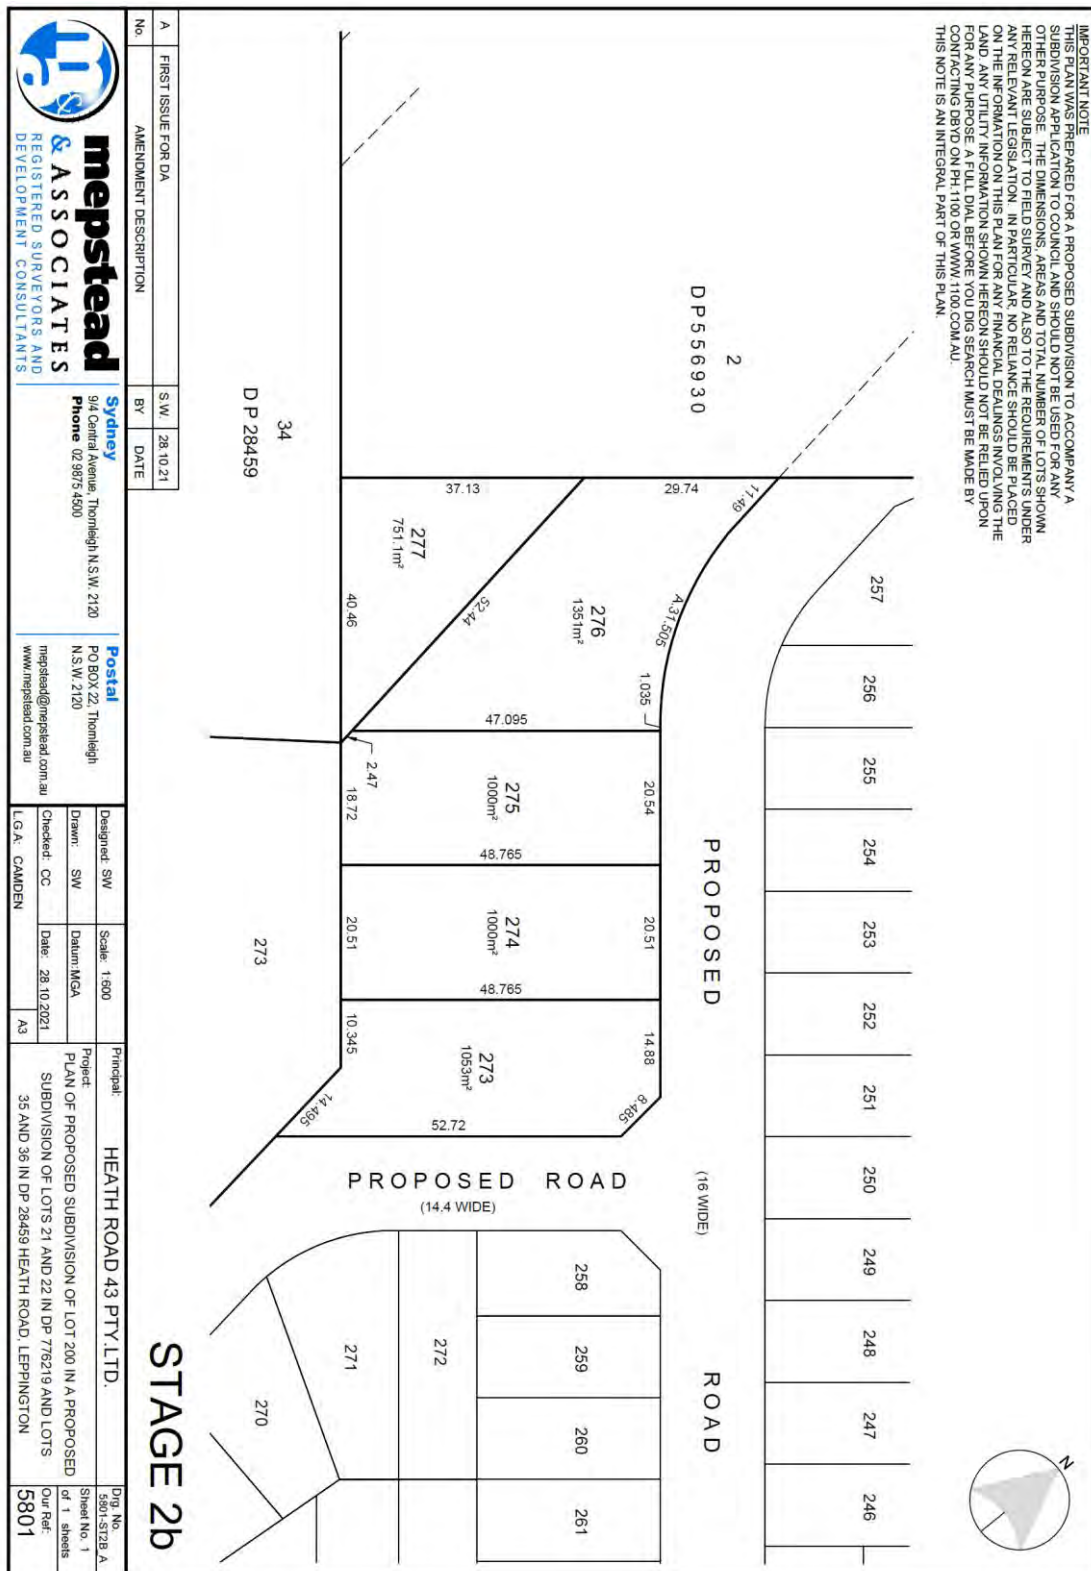 IMPORTANT NOTE
THIS PLAN WAS PREPARED FOR A PROPOSED SUBDIVISION TO ACCOMPANY A
SUBDIVISION APPLICATION TO COUNCIL AND SHOULD NOT BE USED FOR ANY
OTHER PURPOSE. THE DIMENSIONS, AREAS AND TOTAL NUMBER OF LOTS SHOWN
HEREON ARE SUBJECT TO FIELD SURVEY AND ALSO TO THE REQUIREMENTS UNDER
ANY RELEVANT LEGISLATION. IN PARTICULAR, NO RELIANCE SHOULD BE PLACED
ON THE INFORMATION ON THIS PLAN FOR ANY FINANCIAL DEALINGS INVOLVING THE
LAND. ANY UTILITY INFORMATION SHOWN HEREON SHOULD NOT BE RELIED UPON
FOR ANY PURPOSE. A FULL DIAL BEFORE YOU DIG SEARCH MUST BE MADE BY
CONTACTING DBYD ON PH.1100 OR WWW.1100.COM.AU.
THIS NOTE IS AN INTEGRAL PART OF THIS PLAN.
N
257
256
255
254
253
252
251
250
249
248
247
246
2
DP556930
PROPOSED
(16 WIDE)
ROAD
29.74
11.49
A.31.505
1.035
20.54
20.51
14.88
8.485
37.13
276
1351m²
47.095
275
1000m²
48.765
274
1000m²
48.765
273
1053m²
52.72
277
751.1m²
52.44
40.46
2.47
18.72
20.51
10.345
14.495
PROPOSED ROAD
(14.4 WIDE)
258
259
260
261
272
271
270
34
DP 28459
273
STAGE 2b
A
FIRST ISSUE FOR DA
S.W.
28.10.21
No.
AMENDMENT DESCRIPTION
BY
DATE
m&a
mepstead
& ASSOCIATES
REGISTERED SURVEYORS AND
DEVELOPMENT CONSULTANTS
Sydney
9/4 Central Avenue, Thornleigh N.S.W. 2120
Phone 02 9875 4500
Postal
PO BOX 22, Thornleigh
N.S.W. 2120
mepstead@mepstead.com.au
www.mepstead.com.au
Designed: SW
Scale: 1:600
Drawn: SW
Datum:MGA
Checked: CC
Date: 28.10.2021
L.G.A: CAMDEN
A3
Principal:
HEATH ROAD 43 PTY.LTD.
Project:
PLAN OF PROPOSED SUBDIVISION OF LOT 200 IN A PROPOSED
SUBDIVISION OF LOTS 21 AND 22 IN DP 776219 AND LOTS
35 AND 36 IN DP 28459 HEATH ROAD, LEPPINGTON
Drg. No.
5801-ST2B_A
Sheet No. 1
of 1 sheets
Our Ref:
5801